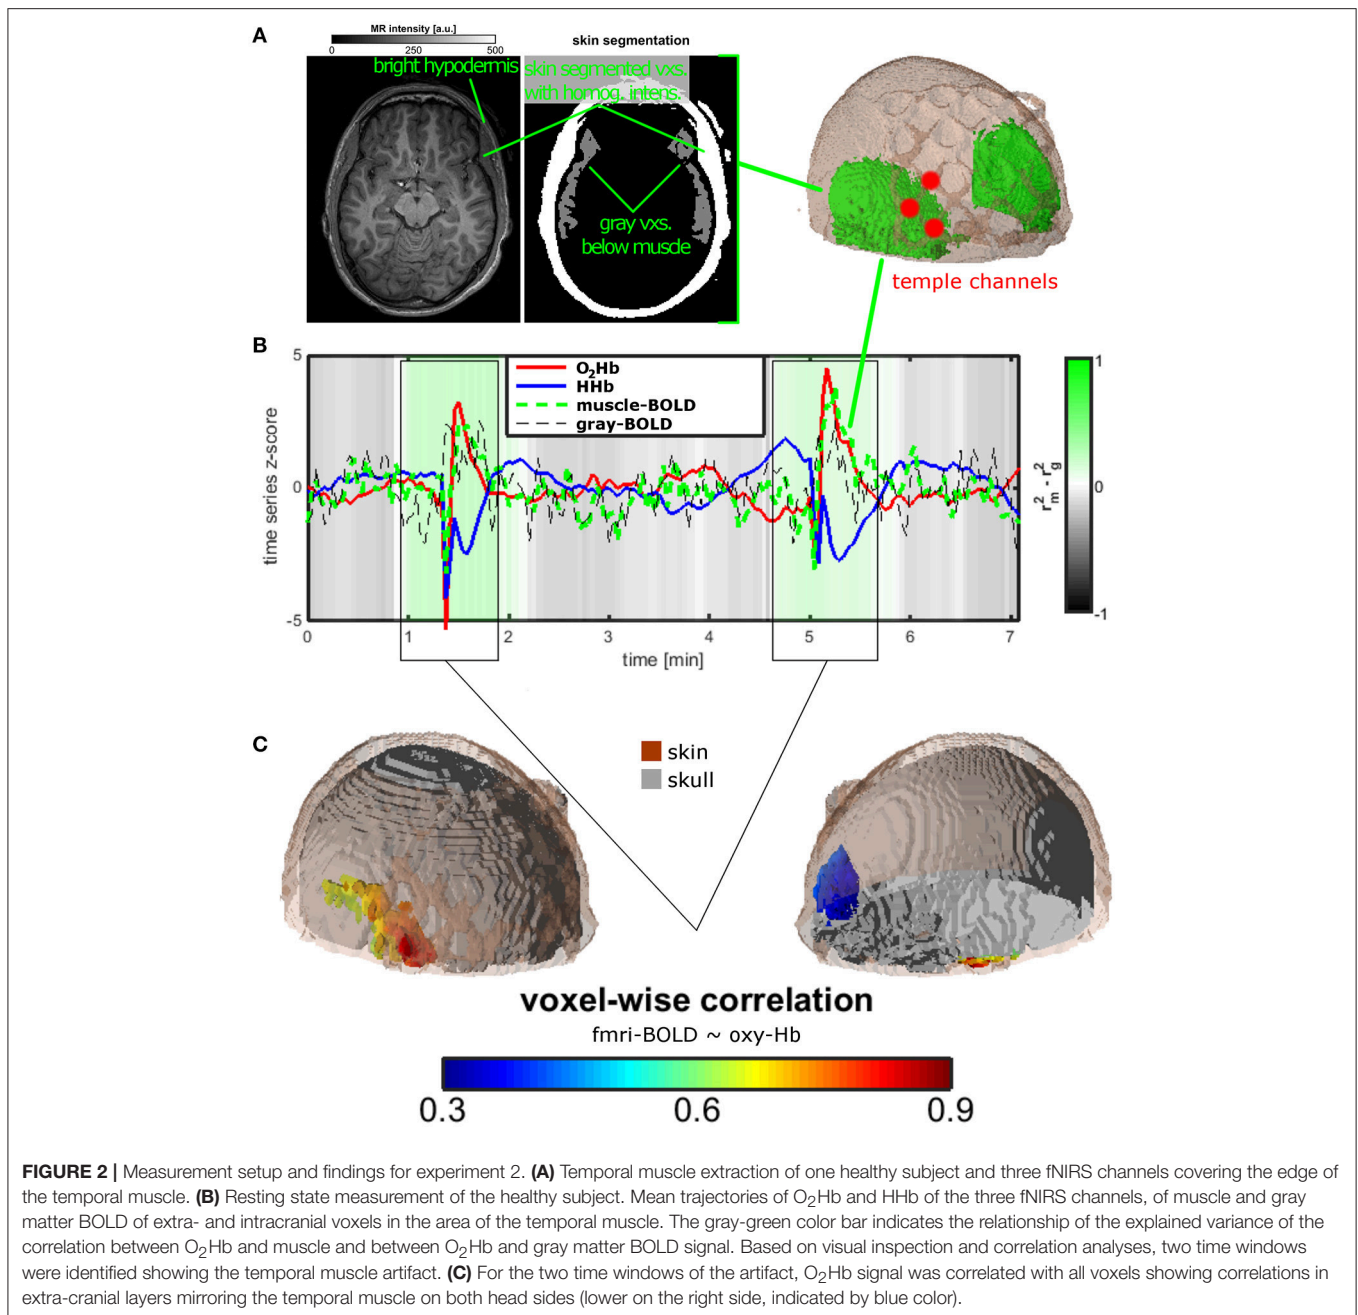 A
MR intensity [a.u.]
0 250 500
bright hypodermis
skin segmentation
skin segmented vxs.
with homog. intens.
gray vxs.
below muscle
temple channels
B
5
0
-5
time series z-score
O₂Hb
HHb
muscle-BOLD
gray-BOLD
0 1 2 3 4 5 6 7
time [min]
1
0
-1
r²m - r²g
C
skin
skull
voxel-wise correlation
fmri-BOLD ~ oxy-Hb
0.3 0.6 0.9
FIGURE 2 | Measurement setup and findings for experiment 2. (A) Temporal muscle extraction of one healthy subject and three fNIRS channels covering the edge of
the temporal muscle. (B) Resting state measurement of the healthy subject. Mean trajectories of O₂Hb and HHb of the three fNIRS channels, of muscle and gray
matter BOLD of extra- and intracranial voxels in the area of the temporal muscle. The gray-green color bar indicates the relationship of the explained variance of the
correlation between O₂Hb and muscle and between O₂Hb and gray matter BOLD signal. Based on visual inspection and correlation analyses, two time windows
were identified showing the temporal muscle artifact. (C) For the two time windows of the artifact, O₂Hb signal was correlated with all voxels showing correlations in
extra-cranial layers mirroring the temporal muscle on both head sides (lower on the right side, indicated by blue color).